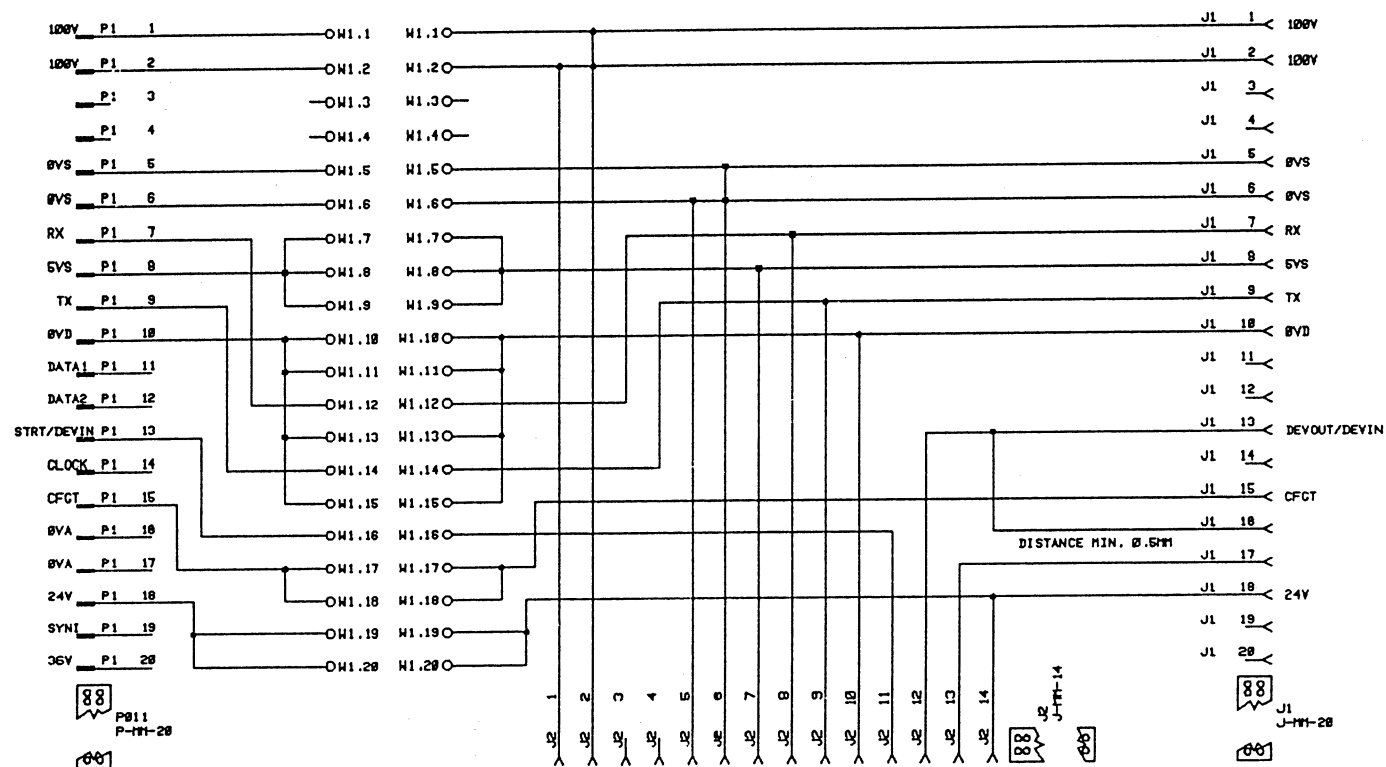 100V P1 1 W1.1 W1.1 J1 1 100V
100V P1 2 W1.2 W1.2 J1 2 100V
P1 3 W1.3 W1.3 J1 3
P1 4 W1.4 W1.4 J1 4
0VS P1 5 W1.5 W1.5 J1 5 0VS
0VS P1 6 W1.6 W1.6 J1 6 0VS
RX P1 7 W1.7 W1.7 J1 7 RX
5VS P1 8 W1.8 W1.8 J1 8 5VS
TX P1 9 W1.9 W1.9 J1 9 TX
0VD P1 10 W1.10 W1.10 J1 10 0VD
DATA1 P1 11 W1.11 W1.11 J1 11
DATA2 P1 12 W1.12 W1.12 J1 12
STRT/DEVIN P1 13 W1.13 W1.13 J1 13 DEVOUT/DEVIN
CLOCK P1 14 W1.14 W1.14 J1 14
CFCT P1 15 W1.15 W1.15 J1 15 CFCT
0VA P1 16 W1.16 W1.16 J1 16
DISTANCE MIN. 0.5MM
0VA P1 17 W1.17 W1.17 J1 17
24V P1 18 W1.18 W1.18 J1 18 24V
SYNI P1 19 W1.19 W1.19 J1 19
36V P1 20 W1.20 W1.20 J1 20
1 2 3 4 5 6 7 8 9 10 11 12 13 14
J2 J2 J2 J2 J2 J2 J2 J2 J2 J2 J2 J2 J2 J2
J2
J-MM-14
P011
P-MM-20
J1
J-MM-20